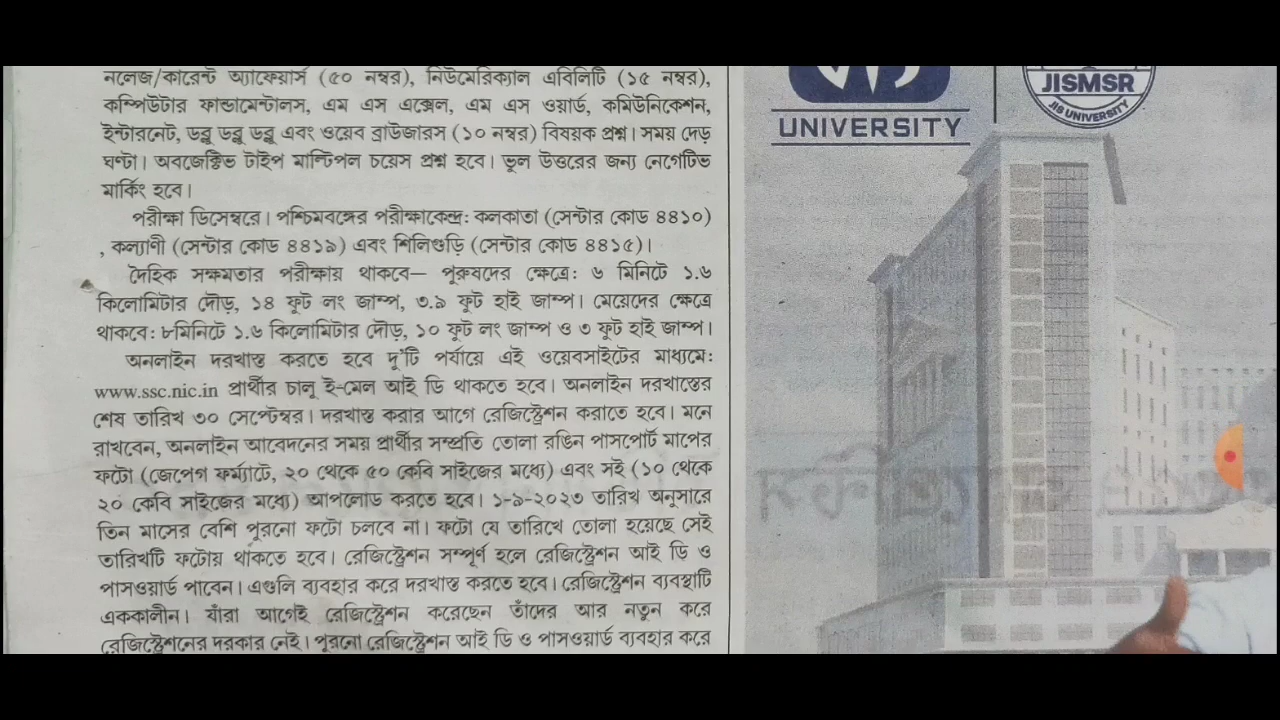 নলেজ/কারেন্ট অ্যাফেয়ার্স (৫০ নম্বর), নিউমেরিক্যাল এবিলিটি (১৫ নম্বর),
কম্পিউটার ফান্ডামেন্টালস, এম এস এক্সেল, এম এস ওয়ার্ড, কমিউনিকেশন,
ইন্টারনেট, ডব্লু ডব্লু ডব্লু এবং ওয়েব ব্রাউজারস (১০ নম্বর) বিষয়ক প্রশ্ন। সময় দেড়
ঘণ্টা। অবজেক্টিভ টাইপ মাল্টিপল চয়েস প্রশ্ন হবে। ভুল উত্তরের জন্য নেগেটিভ
মার্কিং হবে।
পরীক্ষা ডিসেম্বরে। পশ্চিমবঙ্গের পরীক্ষাকেন্দ্র: কলকাতা (সেন্টার কোড ৪৪১০)
, কল্যাণী (সেন্টার কোড ৪৪১৯) এবং শিলিগুড়ি (সেন্টার কোড ৪৪১৫)।
দৈহিক সক্ষমতার পরীক্ষায় থাকবে— পুরুষদের ক্ষেত্রে: ৬ মিনিটে ১.৬
কিলোমিটার দৌড়, ১৪ ফুট লং জাম্প, ৩.৯ ফুট হাই জাম্প। মেয়েদের ক্ষেত্রে
থাকবে: ৮মিনিটে ১.৬ কিলোমিটার দৌড়, ১০ ফুট লং জাম্প ও ৩ ফুট হাই জাম্প।
অনলাইন দরখাস্ত করতে হবে দু'টি পর্যায়ে এই ওয়েবসাইটের মাধ্যমে:
www.ssc.nic.in প্রার্থীর চালু ই-মেল আই ডি থাকতে হবে। অনলাইন দরখাস্তের
শেষ তারিখ ৩০ সেপ্টেম্বর। দরখাস্ত করার আগে রেজিস্ট্রেশন করাতে হবে। মনে
রাখবেন, অনলাইন আবেদনের সময় প্রার্থীর সম্প্রতি তোলা রঙিন পাসপোর্ট মাপের
ফটো (জেপেগ ফর্ম্যাটে, ২০ থেকে ৫০ কেবি সাইজের মধ্যে) এবং সই (১০ থেকে
২০ কেবি সাইজের মধ্যে) আপলোড করতে হবে। ১-৯-২০২৩ তারিখ অনুসারে
তিন মাসের বেশি পুরনো ফটো চলবে না। ফটো যে তারিখে তোলা হয়েছে সেই
তারিখটি ফটোয় থাকতে হবে। রেজিস্ট্রেশন সম্পূর্ণ হলে রেজিস্ট্রেশন আই ডি ও
পাসওয়ার্ড পাবেন। এগুলি ব্যবহার করে দরখাস্ত করতে হবে। রেজিস্ট্রেশন ব্যবস্থাটি
এককালীন। যাঁরা আগেই রেজিস্ট্রেশন করেছেন তাঁদের আর নতুন করে
রেজিস্ট্রেশনের দরকার নেই। পুরনো রেজিস্ট্রেশন আই ডি ও পাসওয়ার্ড ব্যবহার করে
UNIVERSITY
JISMSR
JIS UNIVERSITY